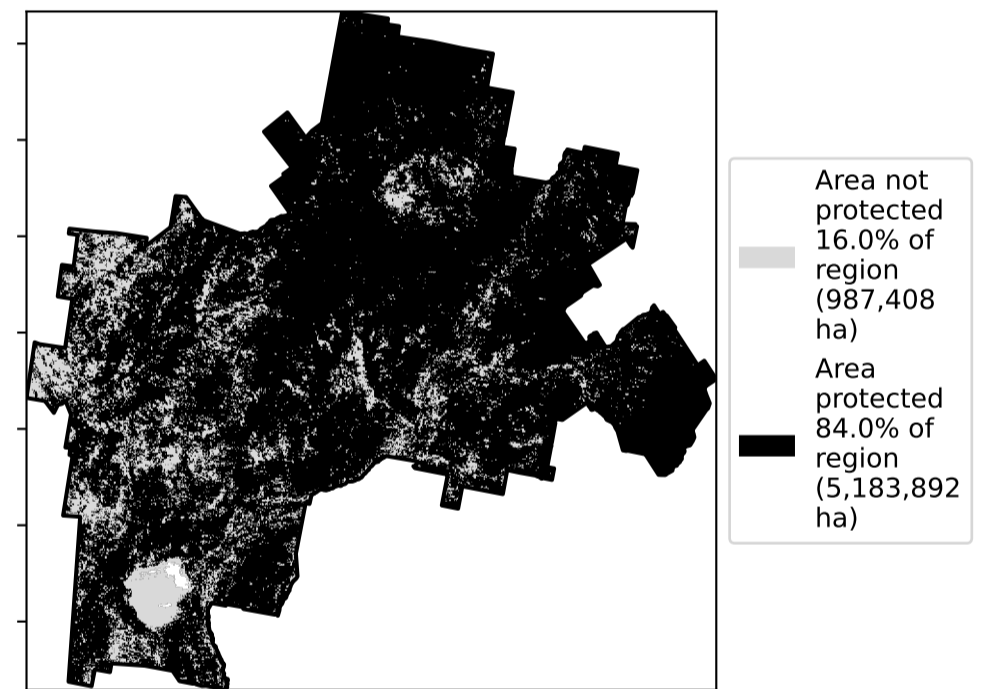 Area not
protected
16.0% of
region
(987,408
ha)
Area
protected
84.0% of
region
(5,183,892
ha)